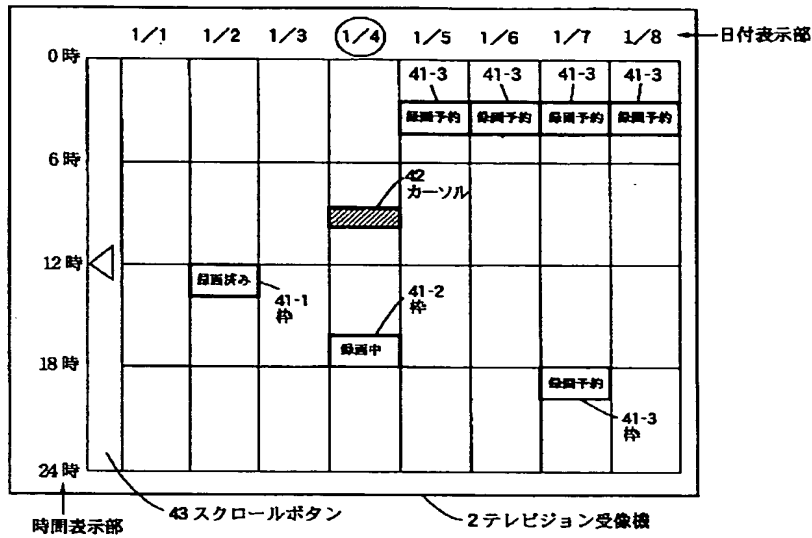 1/1 1/2 1/3 1/4 1/5 1/6 1/7 1/8 日付表示部
0時
41-3 41-3 41-3 41-3
録画予約 録画予約 録画予約 録画予約
6時
42
カーソル
12時
録画済み
41-1
枠
41-2
枠
録画中
18時
録画予約
41-3
枠
24時
時間表示部
43スクロールボタン
2テレビジョン受像機